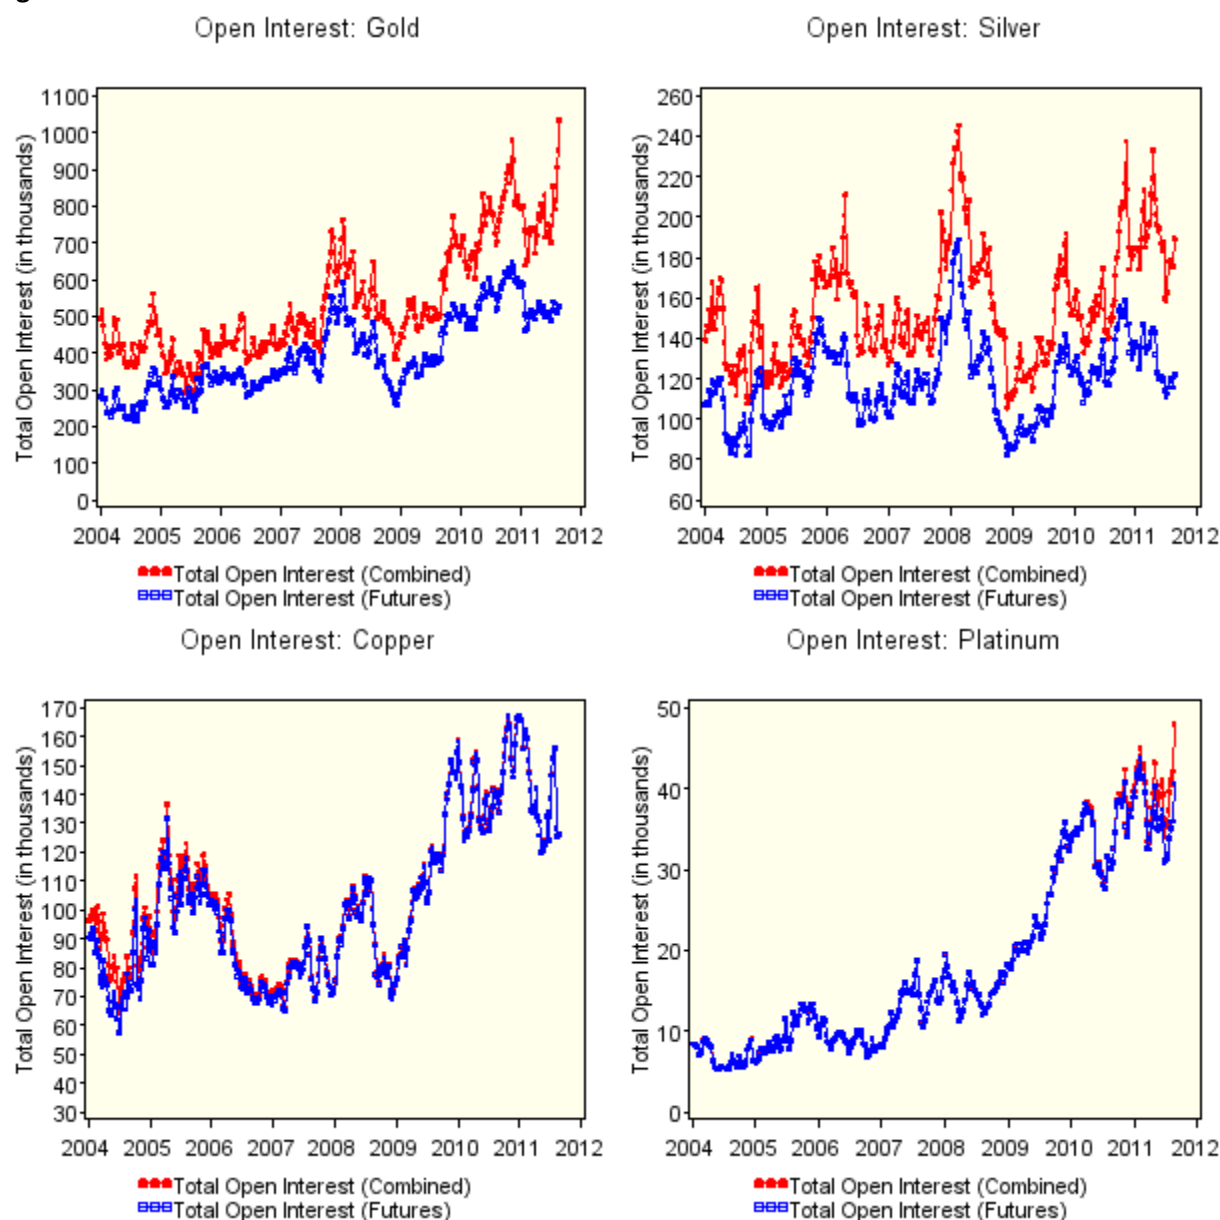 Open Interest: Gold
Total Open Interest (in thousands)
1100
1000
900
800
700
600
500
400
300
200
100
0
2004 2005 2006 2007 2008 2009 2010 2011 2012
Total Open Interest (Combined)
Total Open Interest (Futures)
Open Interest: Silver
Total Open Interest (in thousands)
260
240
220
200
180
160
140
120
100
80
60
2004 2005 2006 2007 2008 2009 2010 2011 2012
Total Open Interest (Combined)
Total Open Interest (Futures)
Open Interest: Copper
Total Open Interest (in thousands)
170
160
150
140
130
120
110
100
90
80
70
60
50
40
30
2004 2005 2006 2007 2008 2009 2010 2011 2012
Total Open Interest (Combined)
Total Open Interest (Futures)
Open Interest: Platinum
Total Open Interest (in thousands)
50
40
30
20
10
0
2004 2005 2006 2007 2008 2009 2010 2011 2012
Total Open Interest (Combined)
Total Open Interest (Futures)